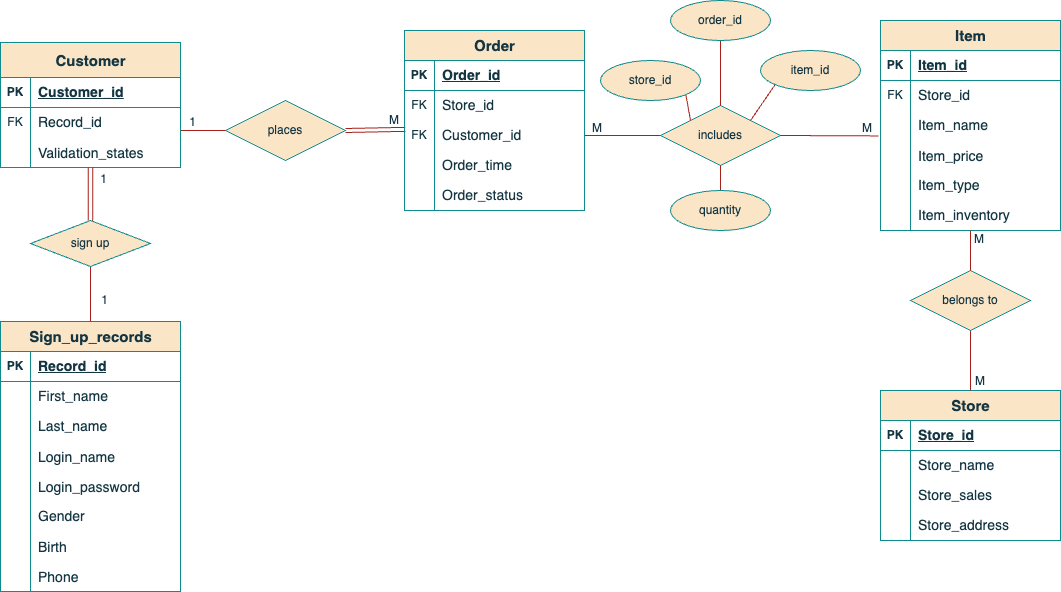 Customer
PK Customer_id
FK Record_id
Validation_states
1
places
M
Order
PK Order_id
FK Store_id
FK Customer_id
Order_time
Order_status
M
order_id
store_id
item_id
includes
quantity
M
Item
PK Item_id
FK Store_id
Item_name
Item_price
Item_type
Item_inventory
1
sign up
1
Sign_up_records
PK Record_id
First_name
Last_name
Login_name
Login_password
Gender
Birth
Phone
M
belongs to
M
Store
PK Store_id
Store_name
Store_sales
Store_address